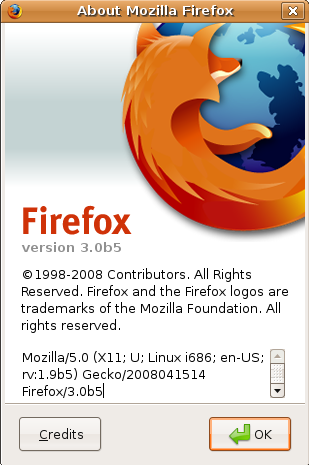 About Mozilla Firefox
Firefox
version 3.0b5
©1998-2008 Contributors. All Rights
Reserved. Firefox and the Firefox logos are
trademarks of the Mozilla Foundation. All
rights reserved.
Mozilla/5.0 (X11; U; Linux i686; en-US;
rv:1.9b5) Gecko/2008041514
Firefox/3.0b5
Credits
OK